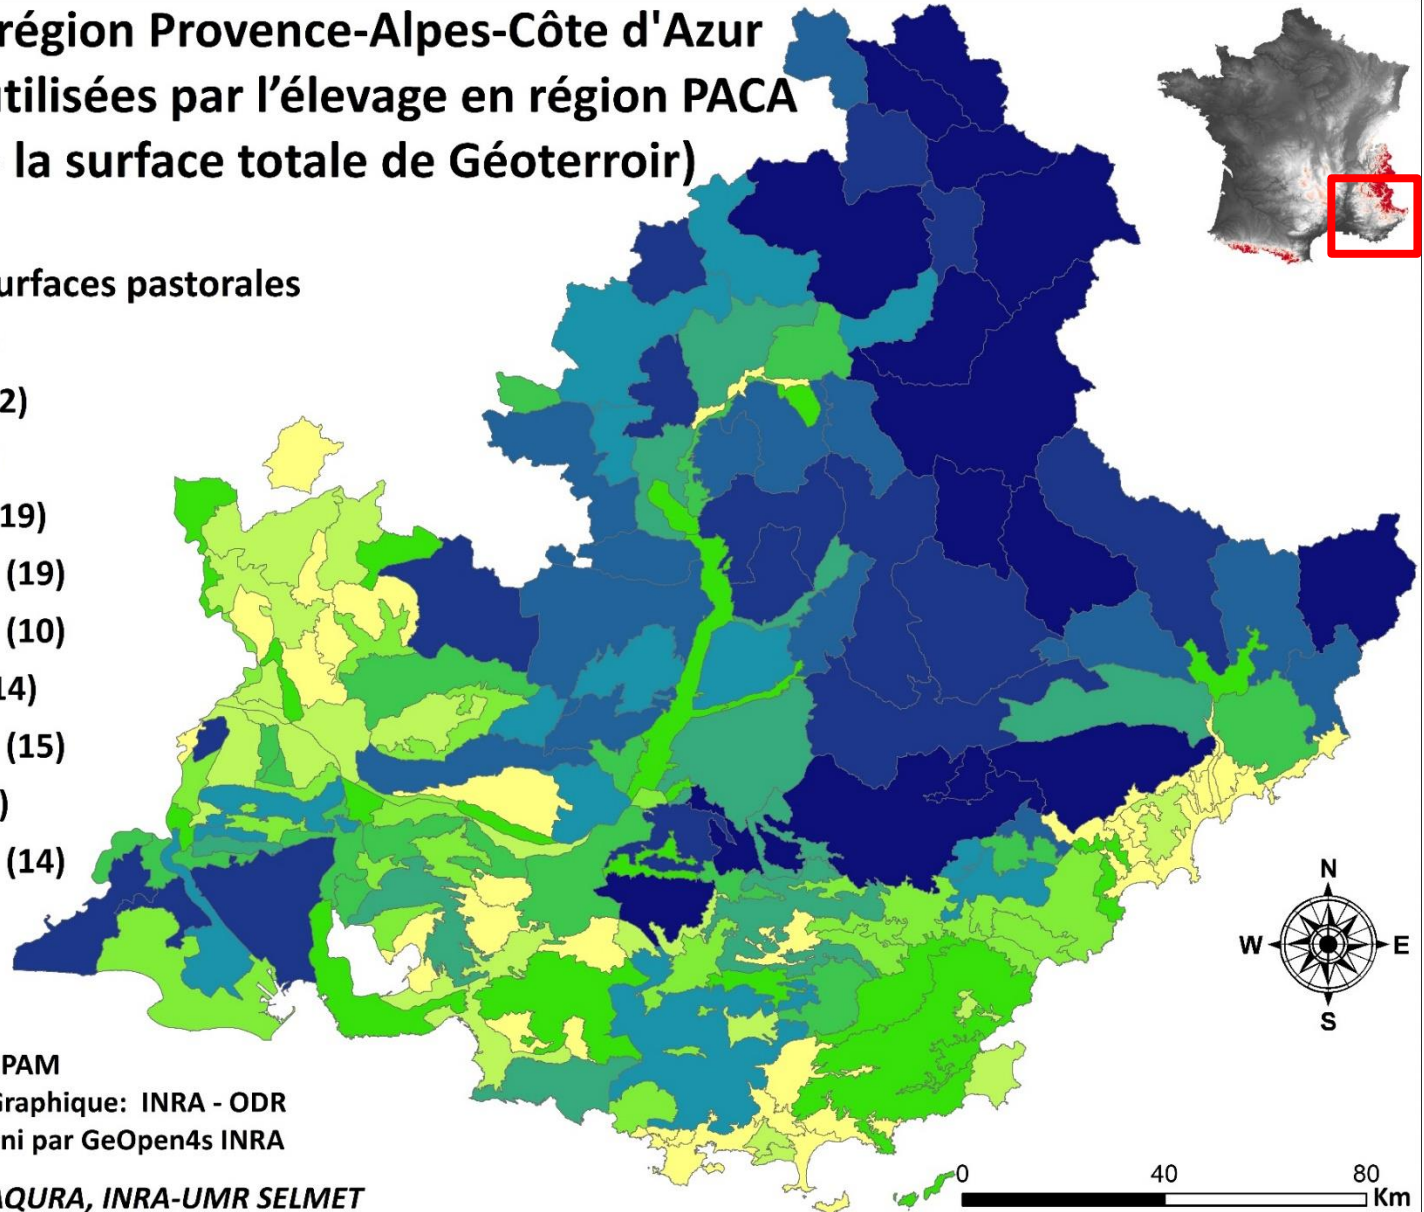 région Provence-Alpes-Côte d'Azur
utilisées par l’élevage en région PACA
la surface totale de Géoterroir)
urfaces pastorales
2)
19)
(19)
(10)
14)
(15)
)
(14)
N
W E
S
PAM
Graphique: INRA - ODR
ni par GeOpen4s INRA
AQURA, INRA-UMR SELMET
0 40 80
Km